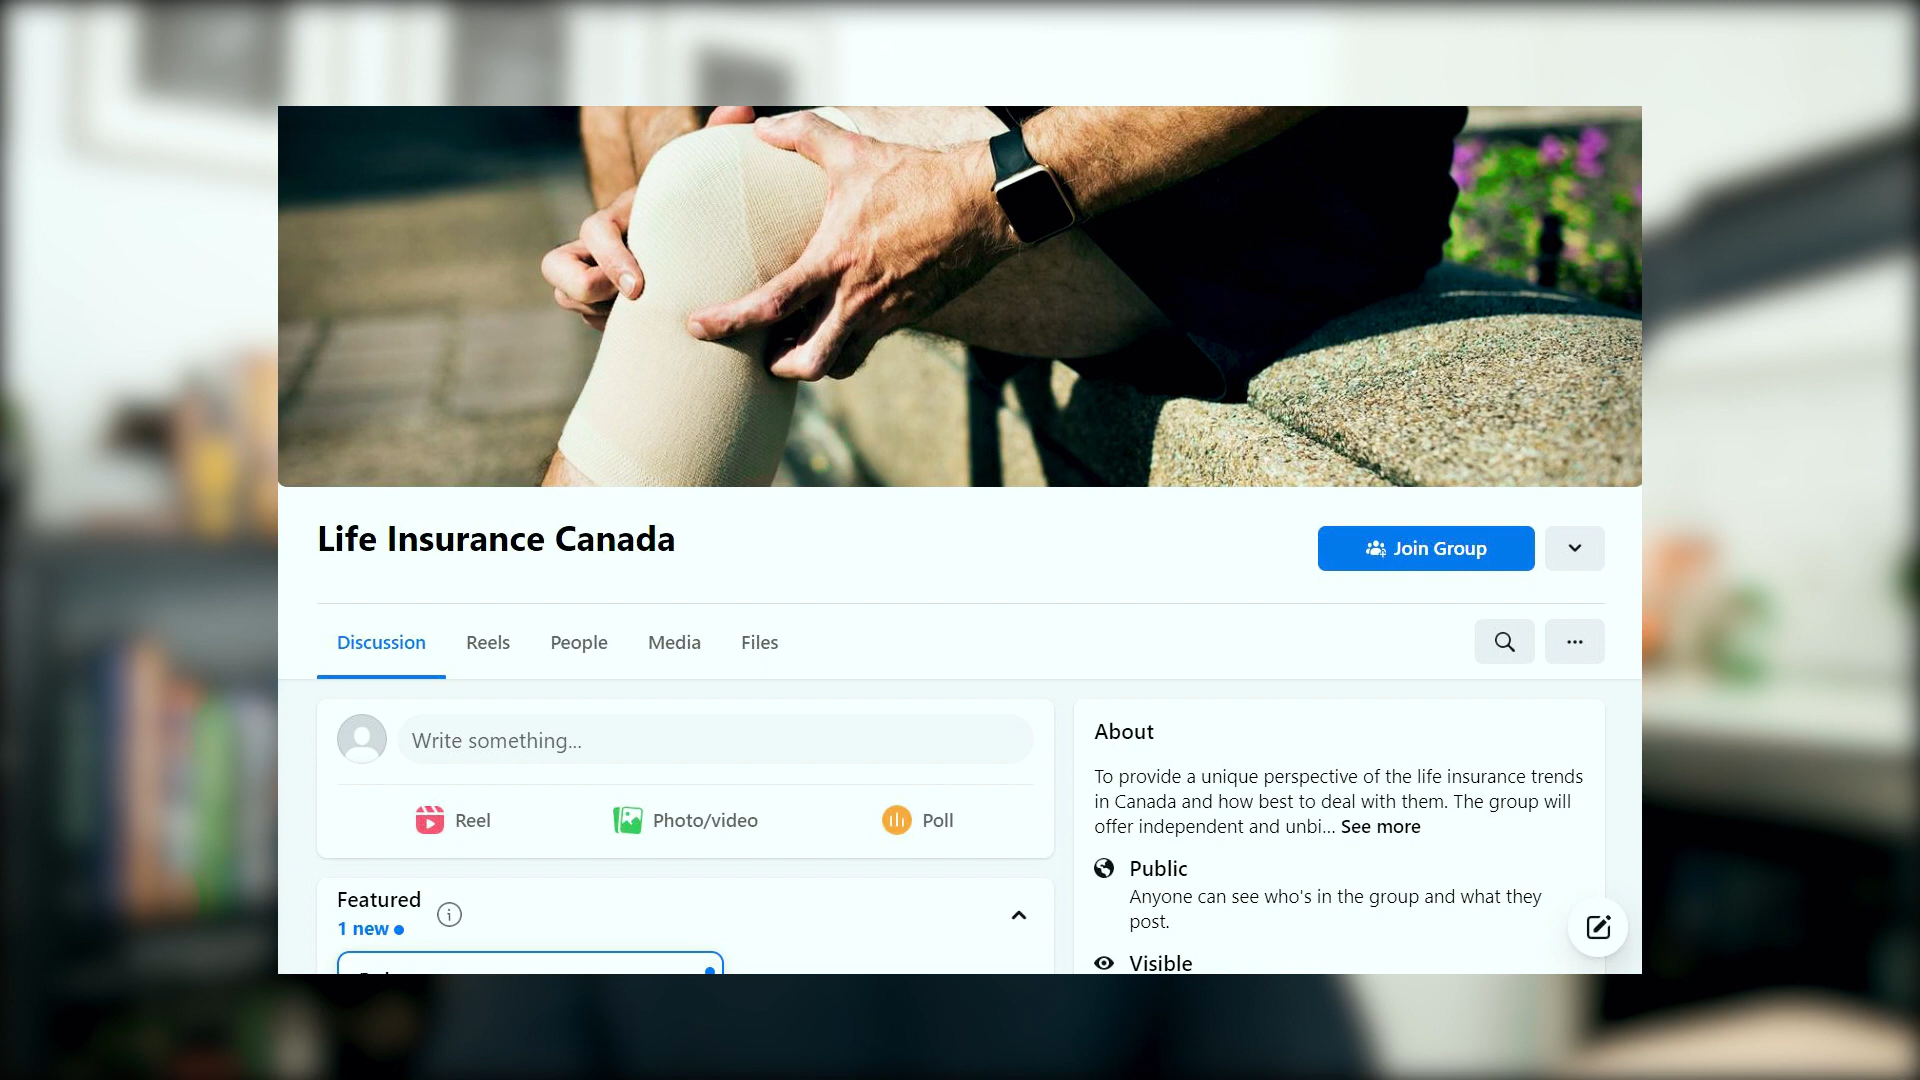 Life Insurance Canada
Join Group
Discussion
Reels
People
Media
Files
Write something...
Reel
Photo/video
Poll
Featured
1 new
About
To provide a unique perspective of the life insurance trends
in Canada and how best to deal with them. The group will
offer independent and unbi... See more
Public
Anyone can see who's in the group and what they
post.
Visible